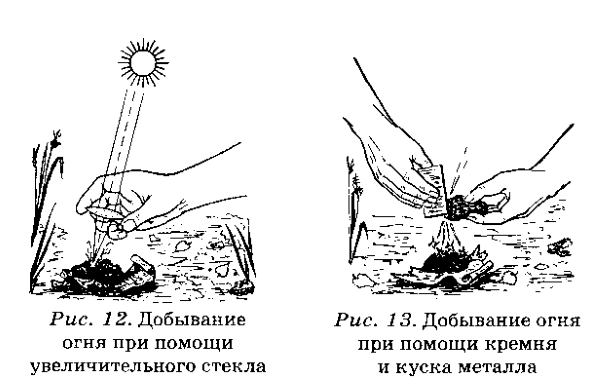 Рис. 12. Добывание
огня при помощи
увеличительного стекла
Рис. 13. Добывание огня
при помощи кремня
и куска металла